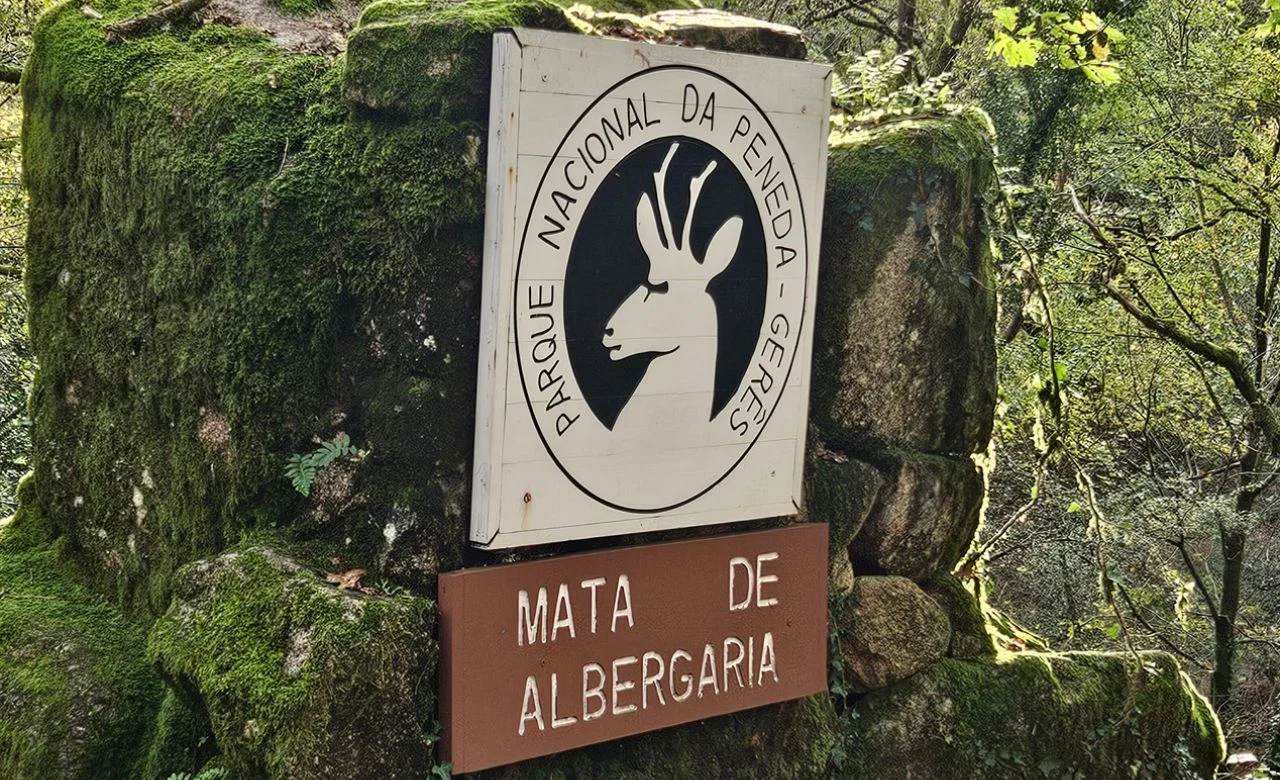 PARQUE NACIONAL DA PENEDA - GERÊS
MATA DE
ALBERGARIA